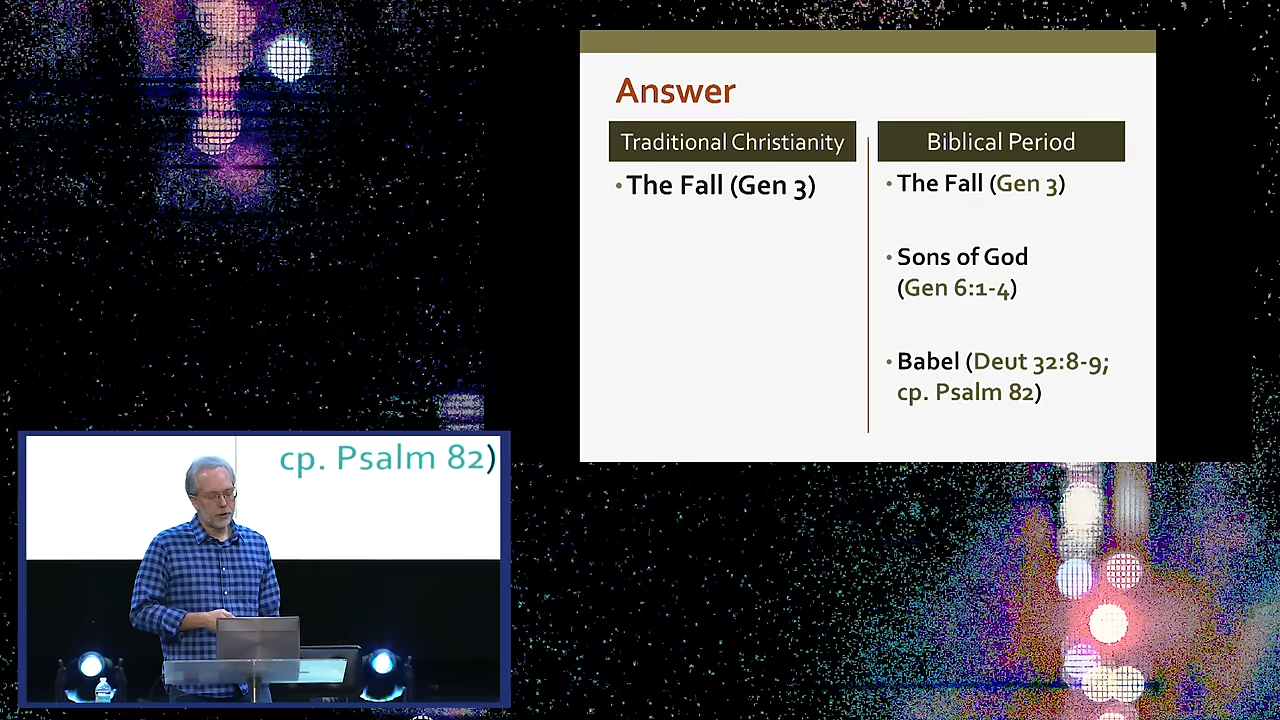 Answer
Traditional Christianity
• The Fall (Gen 3)
Biblical Period
• The Fall (Gen 3)
• Sons of God
(Gen 6:1-4)
• Babel (Deut 32:8-9;
cp. Psalm 82)
cp. Psalm 82)